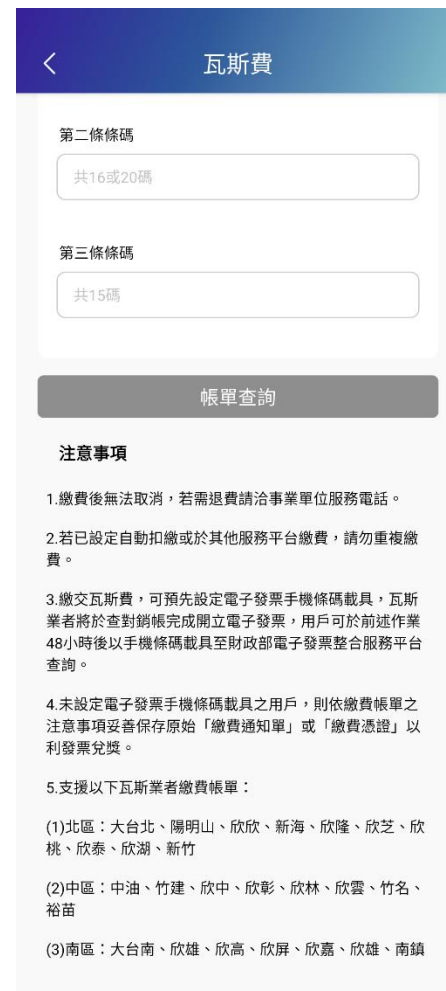 瓦斯費
第二條條碼
共16或20碼
第三條條碼
共15碼
帳單查詢
注意事項
1.繳費後無法取消，若需退費請洽事業單位服務電話。
2.若已設定自動扣繳或於其他服務平台繳費，請勿重複繳
費。
3.繳交瓦斯費，可預先設定電子發票手機條碼載具，瓦斯
業者將於查對銷帳完成開立電子發票，用戶可於前述作業
48小時後以手機條碼載具至財政部電子發票整合服務平台
查詢。
4.未設定電子發票手機條碼載具之用戶，則依繳費帳單之
注意事項妥善保存原始「繳費通知單」或「繳費憑證」以
利發票兌獎。
5.支援以下瓦斯業者繳費帳單：
(1)北區：大台北、陽明山、欣欣、新海、欣隆、欣芝、欣
桃、欣泰、欣湖、新竹
(2)中區：中油、竹建、欣中、欣彰、欣林、欣雲、竹名、
裕苗
(3)南區：大台南、欣雄、欣高、欣屏、欣嘉、欣雄、南鎮